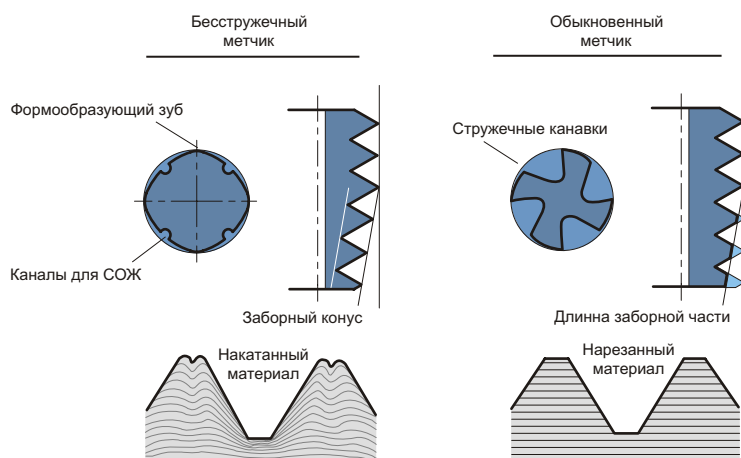 Бесстружечный
метчик
Формообразующий зуб
Каналы для СОЖ
Заборный конус
Накатанный
материал
Обыкновенный
метчик
Стружечные канавки
Длинна заборной части
Нарезанный
материал